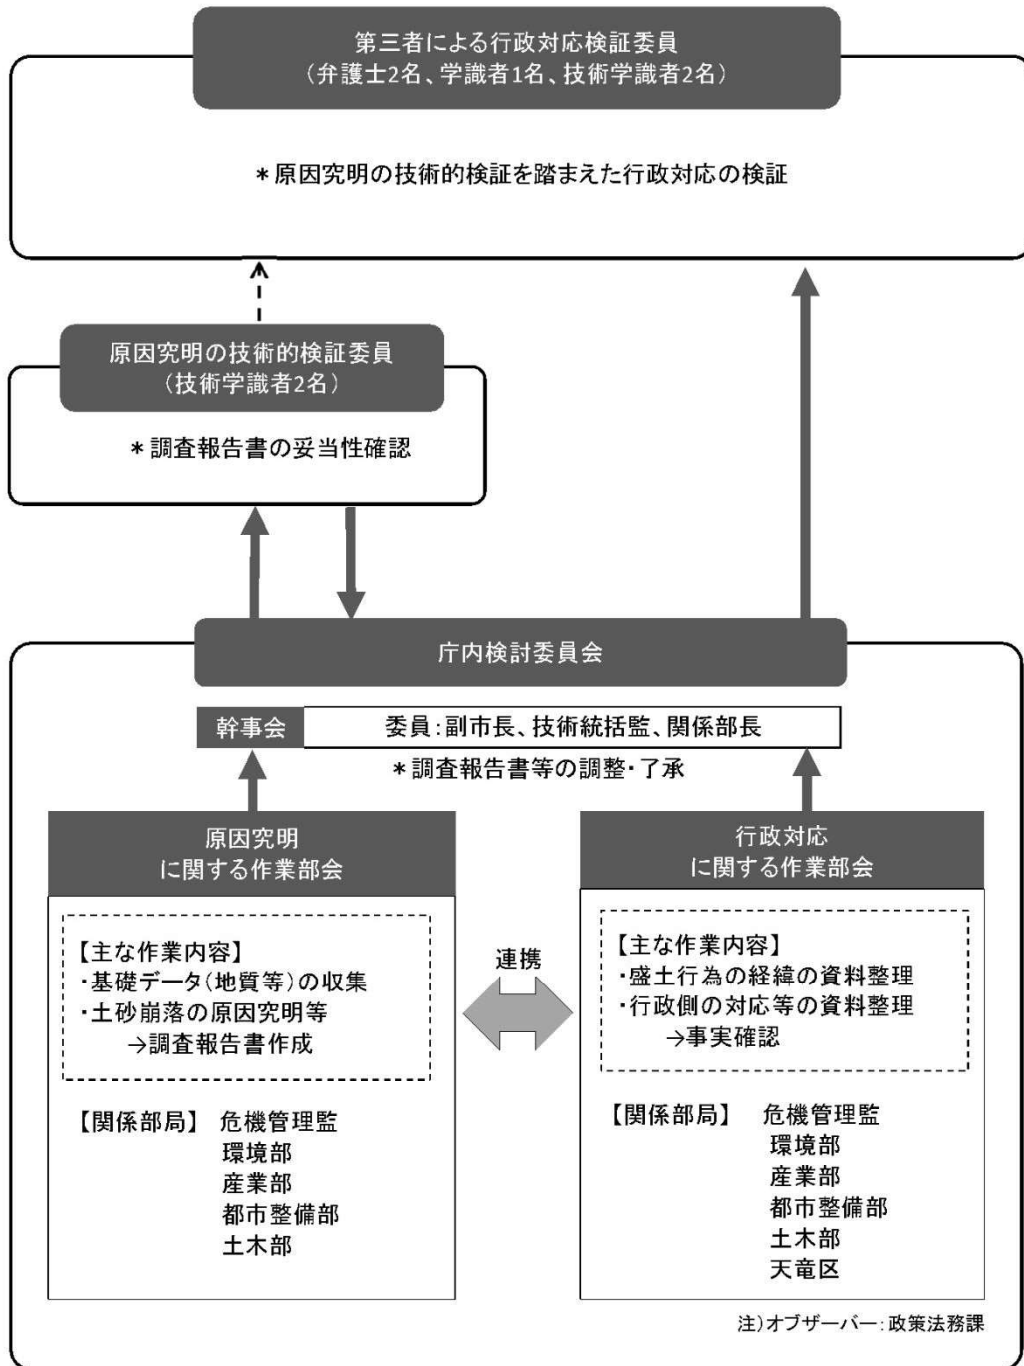 第三者による行政対応検証委員
（弁護士2名、学識者1名、技術学識者2名）
＊原因究明の技術的検証を踏まえた行政対応の検証
原因究明の技術的検証委員
（技術学識者2名）
＊調査報告書の妥当性確認
庁内検討委員会
幹事会
委員：副市長、技術統括監、関係部長
＊調査報告書等の調整・了承
原因究明
に関する作業部会
【主な作業内容】
・基礎データ（地質等）の収集
・土砂崩落の原因究明等
→調査報告書作成
【関係部局】 危機管理監
環境部
産業部
都市整備部
土木部
連携
行政対応
に関する作業部会
【主な作業内容】
・盛土行為の経緯の資料整理
・行政側の対応等の資料整理
→事実確認
【関係部局】 危機管理監
環境部
産業部
都市整備部
土木部
天竜区
注）オブザーバー：政策法務課